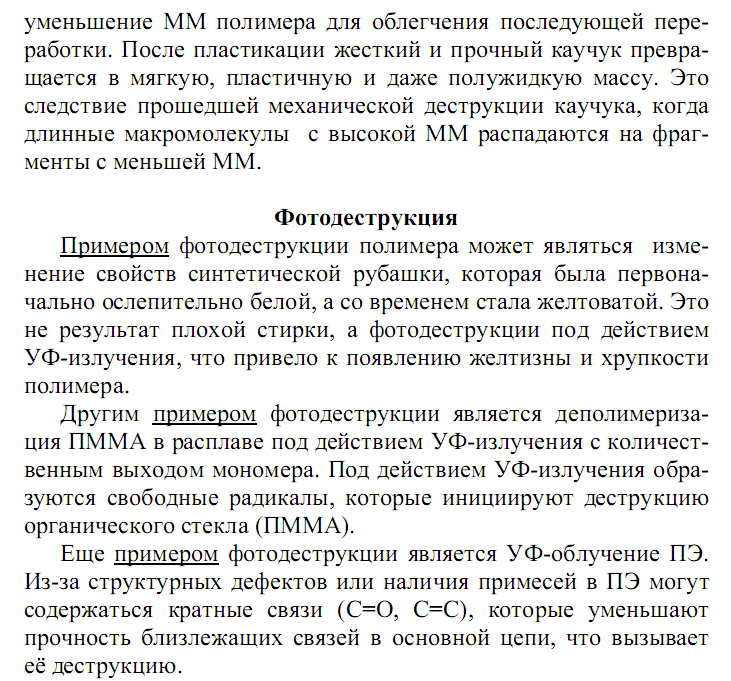 уменьшение ММ полимера для облегчения последующей пере-
работки. После пластикации жесткий и прочный каучук превра-
щается в мягкую, пластичную и даже полужидкую массу. Это
следствие прошедшей механической деструкции каучука, когда
длинные макромолекулы с высокой ММ распадаются на фраг-
менты с меньшей ММ.
Фотодеструкция
Примером фотодеструкции полимера может являться изме-
нение свойств синтетической рубашки, которая была первона-
чально ослепительно белой, а со временем стала желтоватой. Это
не результат плохой стирки, а фотодеструкции под действием
УФ-излучения, что привело к появлению желтизны и хрупкости
полимера.
Другим примером фотодеструкции является деполимериза-
ция ПММА в расплаве под действием УФ-излучения с количест-
венным выходом мономера. Под действием УФ-излучения обра-
зуются свободные радикалы, которые инициируют деструкцию
органического стекла (ПММА).
Еще примером фотодеструкции является УФ-облучение ПЭ.
Из-за структурных дефектов или наличия примесей в ПЭ могут
содержаться кратные связи (С=О, С=С), которые уменьшают
прочность близлежащих связей в основной цепи, что вызывает
её деструкцию.